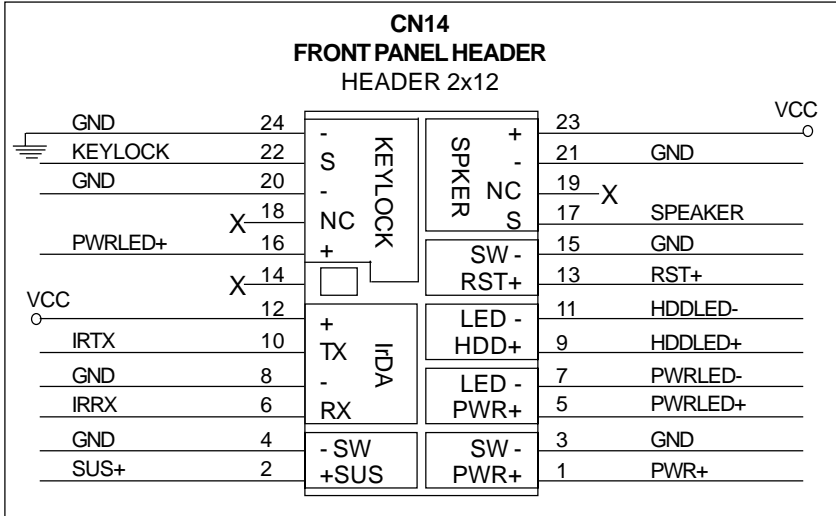 CN14
FRONT PANEL HEADER
HEADER 2x12
VCC
GND 24 - + 23
KEYLOCK 22 S - 21 GND
GND 20 - NC 19 X
X 18 NC S 17 SPEAKER
KEYLOCK
SPKER
PWRLED+ 16 + SW - 15 GND
X 14 RST+ 13 RST+
VCC
12 + LED - 11 HDDLED-
IRTX 10 TX HDD+ 9 HDDLED+
IrDA
GND 8 - LED - 7 PWRLED-
IRRX 6 RX PWR+ 5 PWRLED+
GND 4 - SW SW - 3 GND
SUS+ 2 +SUS PWR+ 1 PWR+